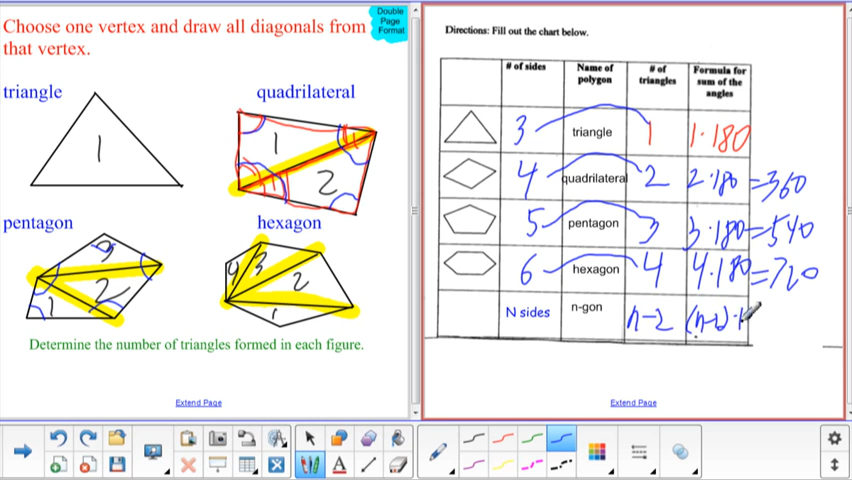 Choose one vertex and draw all diagonals from
that vertex.
Double
Page
Format
triangle
quadrilateral
1
1
2
pentagon
hexagon
3
2
1
4 3
2
1
Determine the number of triangles formed in each figure.
Extend Page
Directions: Fill out the chart below.
# of sides
Name of polygon
# of triangles
Formula for sum of the angles
3 triangle 1 1·180
4 quadrilateral 2 2·180=360
5 pentagon 3 3·180=540
6 hexagon 4 4·180=720
N sides n-gon n-2 (n-2)·1
Extend Page